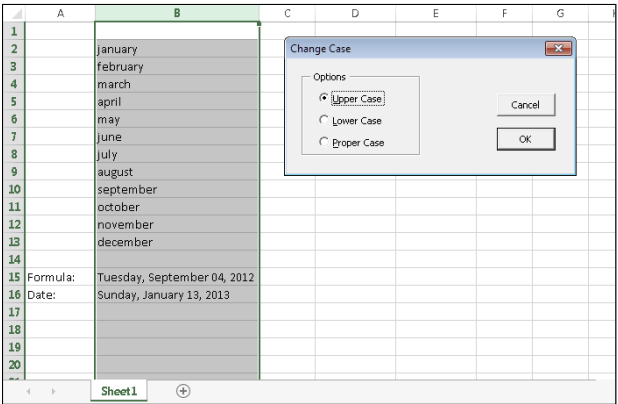 A B C D E F G
1
2 january
3 february
4 march
5 april
6 may
7 june
8 july
9 august
10 september
11 october
12 november
13 december
14
15 Formula: Tuesday, September 04, 2012
16 Date: Sunday, January 13, 2013
17
18
19
20
Change Case
Options
Upper Case
Lower Case
Proper Case
Cancel
OK
Sheet1